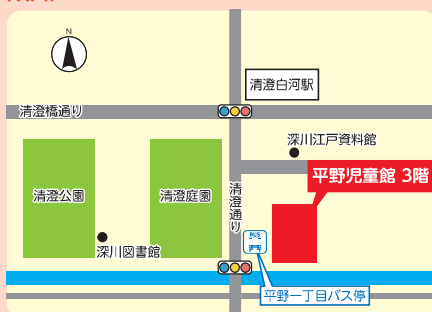 N
清澄白河駅
清澄橋通り
深川江戸資料館
平野児童館 3階
清澄公園
清澄庭園
清澄通り
深川図書館
平野一丁目バス停